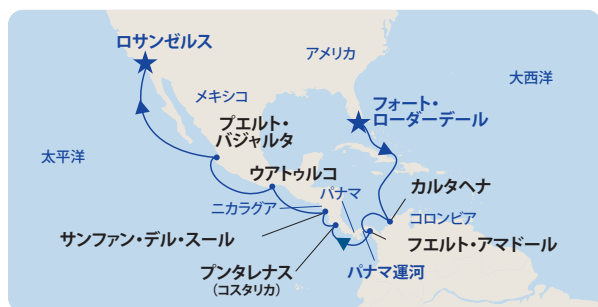 ロサンゼルス
アメリカ
大西洋
メキシコ
フォート・
ローダーデール
プエルト・
バジャルタ
太平洋
ウアトゥルコ
カルタヘナ
ニカラグア
パナマ
コロンビア
サンファン・デル・スール
フエルト・アマドール
プンタレナス
(コスタリカ)
パナマ運河